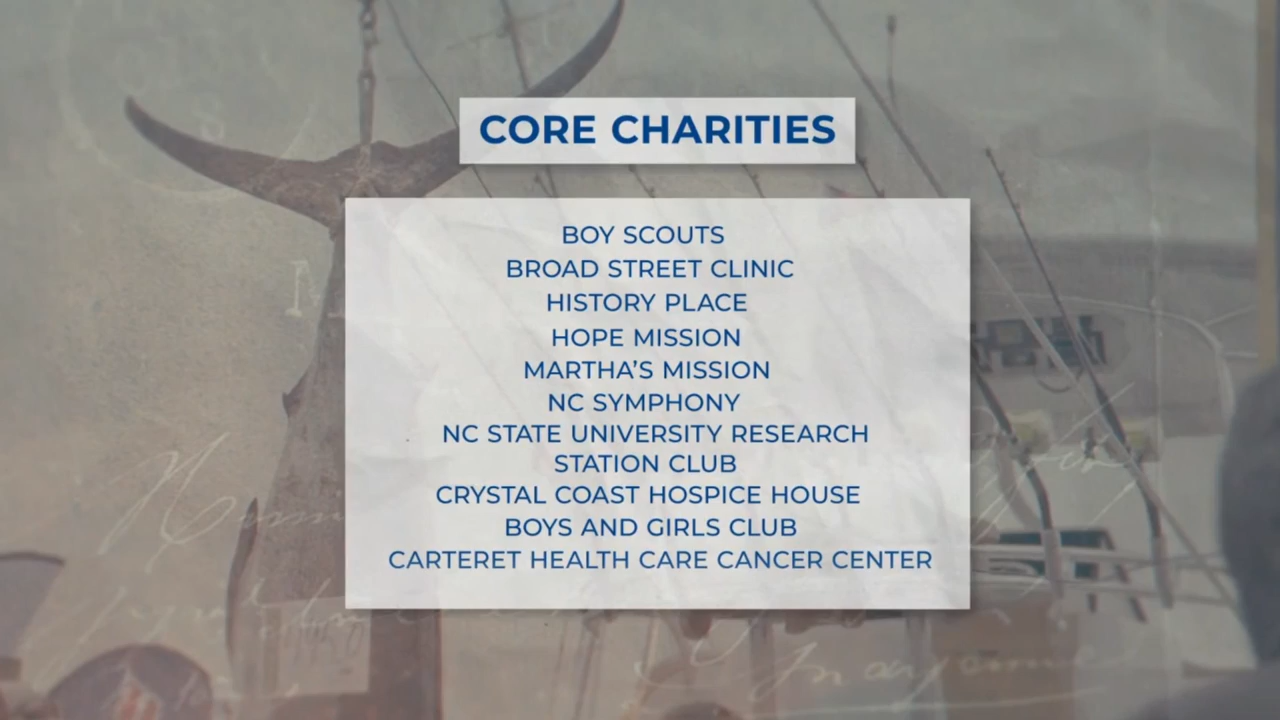 CORE CHARITIES
BOY SCOUTS
BROAD STREET CLINIC
HISTORY PLACE
HOPE MISSION
MARTHA’S MISSION
NC SYMPHONY
NC STATE UNIVERSITY RESEARCH
STATION CLUB
CRYSTAL COAST HOSPICE HOUSE
BOYS AND GIRLS CLUB
CARTERET HEALTH CARE CANCER CENTER